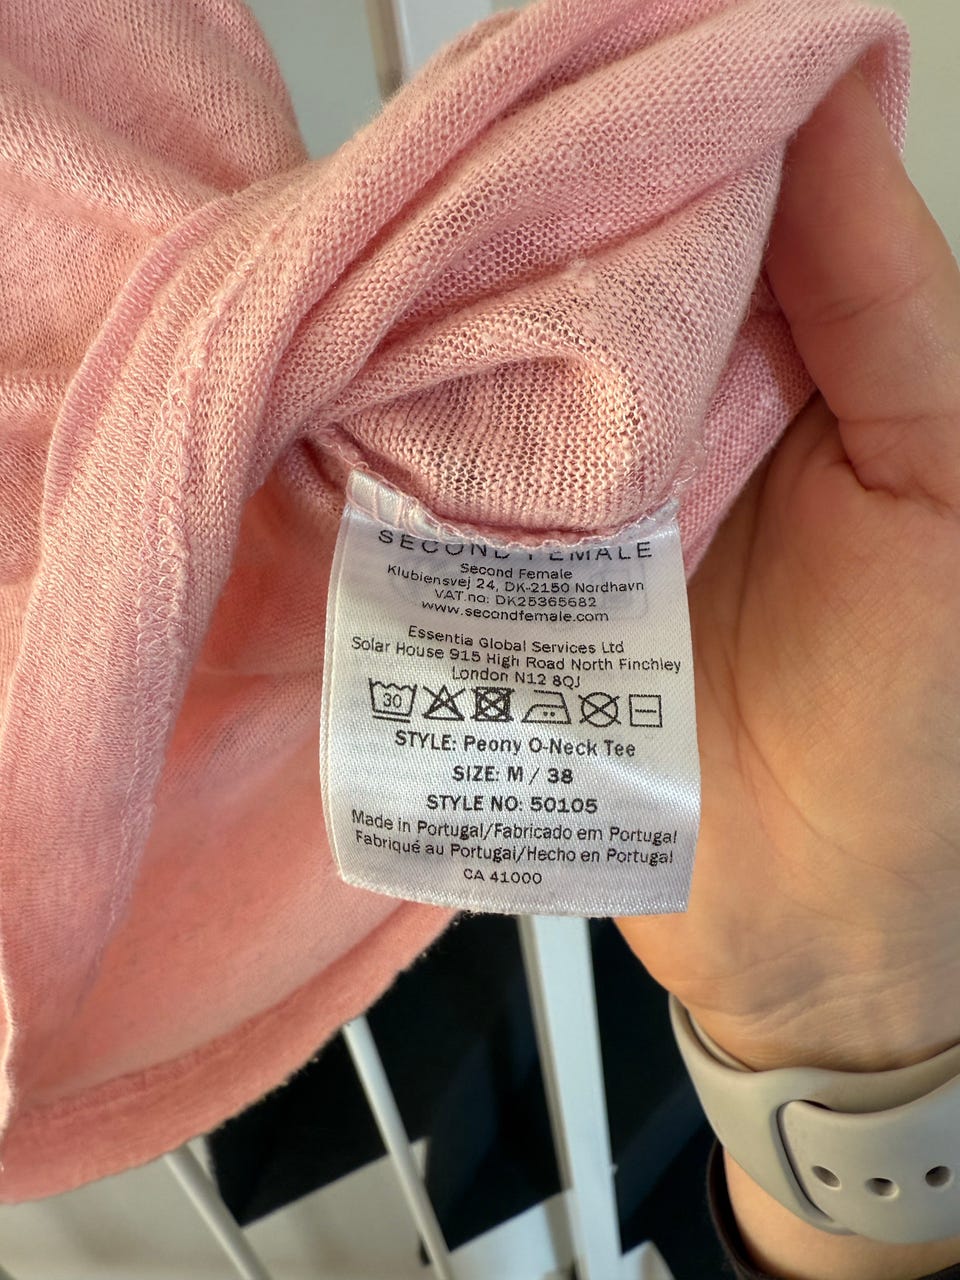 SECOND FEMALE
Second Female
Klubiensvej 24, DK-2150 Nordhavn
VAT.no: DK25365682
www.secondfemale.com
Essentia Global Services Ltd
Solar House 915 High Road North Finchley
London N12 8QJ
30
STYLE: Peony O-Neck Tee
SIZE: M / 38
STYLE NO: 50105
Made in Portugal/Fabricado em Portugal
Fabriqué au Portugal/Hecho en Portugal
CA 41000